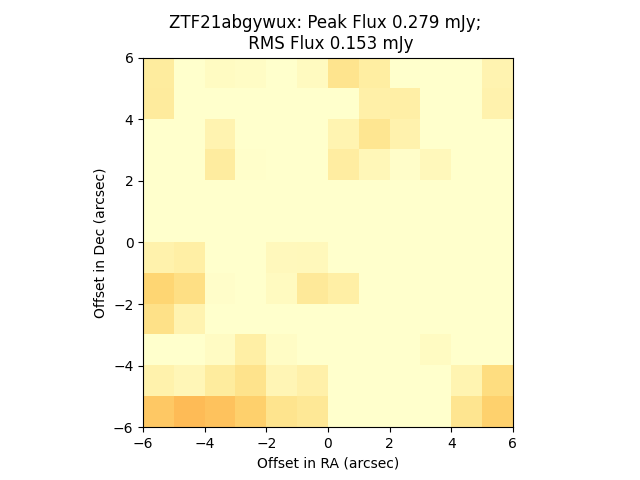 ZTF21abgywux: Peak Flux 0.279 mJy;
RMS Flux 0.153 mJy
6
4
2
0
−2
−4
−6
Offset in Dec (arcsec)
−6 −4 −2 0 2 4 6
Offset in RA (arcsec)